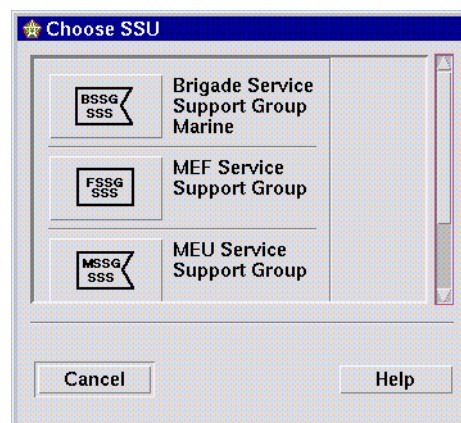 Choose SSU
BSSG
SSS
Brigade Service
Support Group
Marine
FSSG
SSS
MEF Service
Support Group
MSSG
SSS
MEU Service
Support Group
Cancel
Help